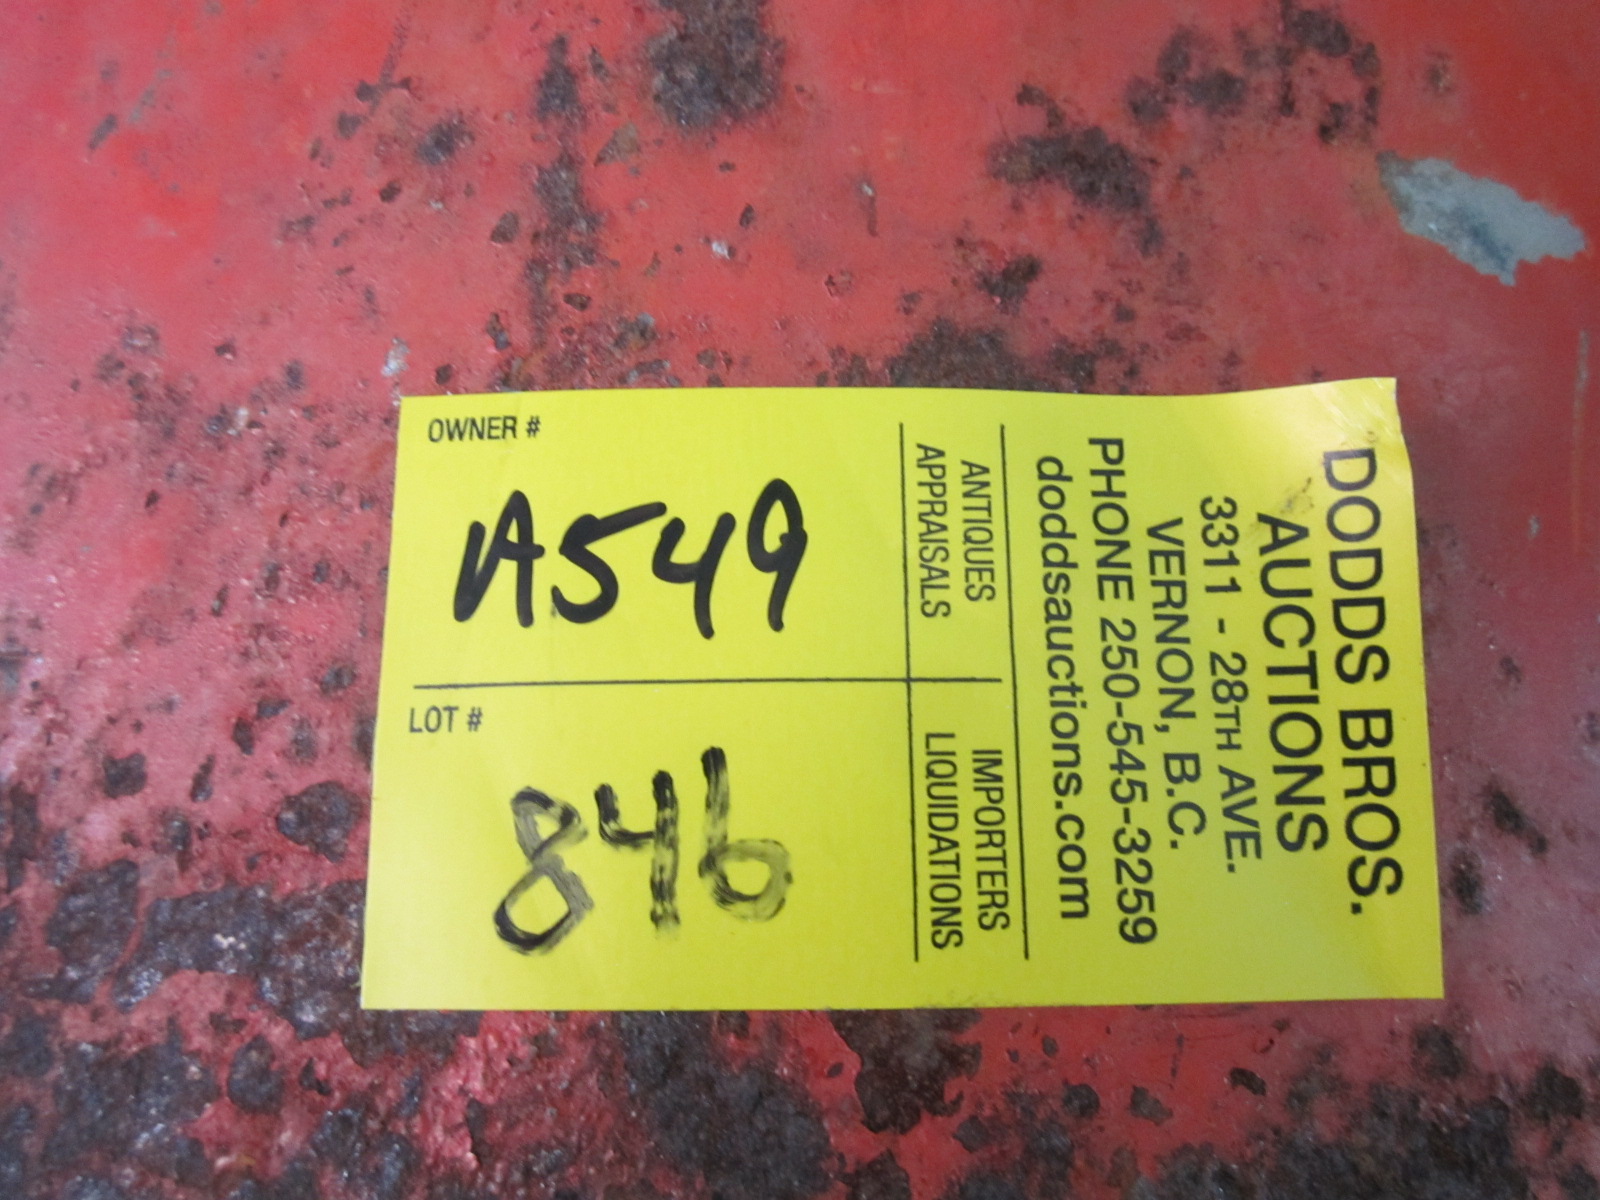 DODDS BROS.
AUCTIONS
3311 - 28TH AVE.
VERNON, B.C.
PHONE 250-545-3259
doddsauctions.com
ANTIQUES
APPRAISALS
IMPORTERS
LIQUIDATIONS
OWNER #
A549
LOT #
846